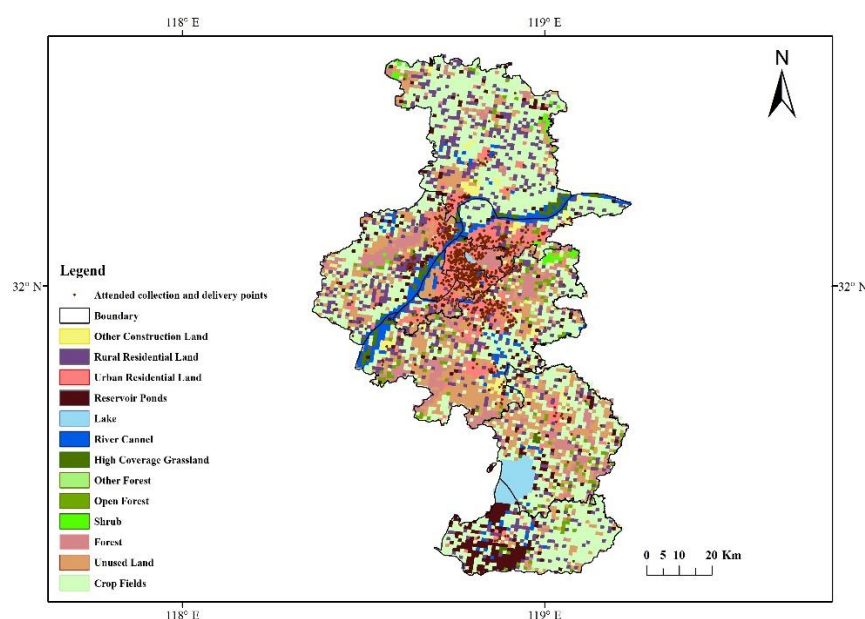 118° E
119° E
N
32° N
32° N
Legend
Attended collection and delivery points
Boundary
Other Construction Land
Rural Residential Land
Urban Residential Land
Reservoir Ponds
Lake
River Cannel
High Coverage Grassland
Other Forest
Open Forest
Shrub
Forest
Unused Land
Crop Fields
0 5 10 20 Km
118° E
119° E